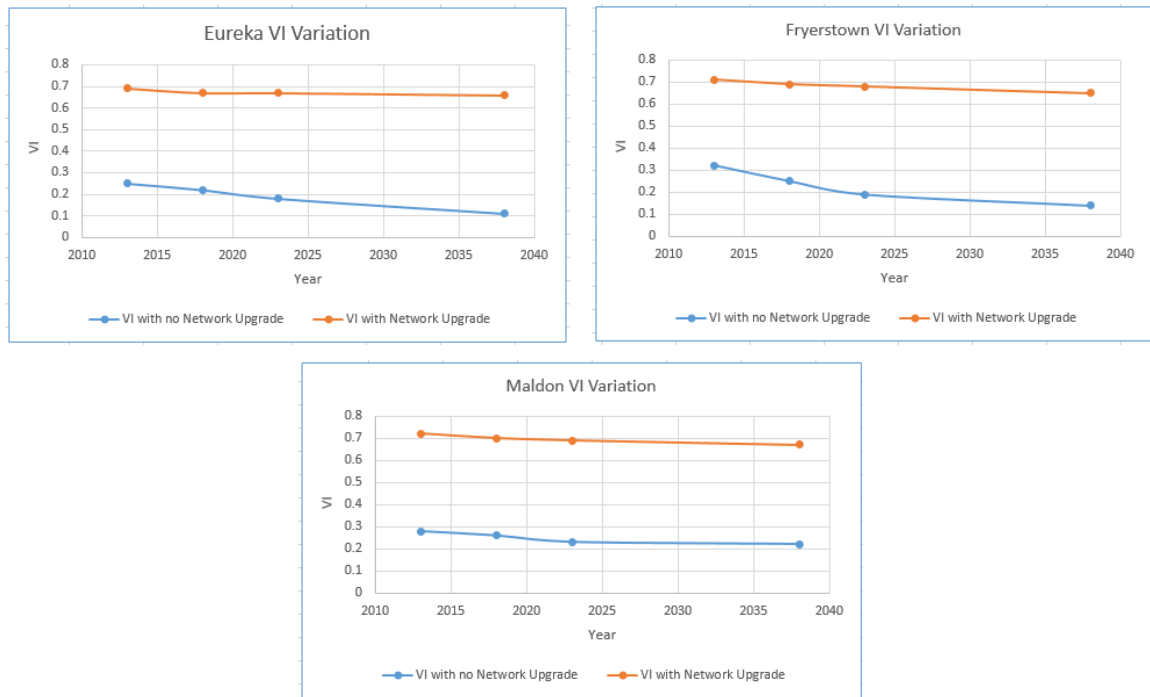 Eureka VI Variation
0.8
0.7
0.6
0.5
0.4
0.3
0.2
0.1
0
VI
2010 2015 2020 2025 2030 2035 2040
Year
VI with no Network Upgrade VI with Network Upgrade
Fryerstown VI Variation
0.8
0.7
0.6
0.5
0.4
0.3
0.2
0.1
0
VI
2010 2015 2020 2025 2030 2035 2040
Year
VI with no Network Upgrade VI with Network Upgrade
Maldon VI Variation
0.8
0.7
0.6
0.5
0.4
0.3
0.2
0.1
0
VI
2010 2015 2020 2025 2030 2035 2040
Year
VI with no Network Upgrade VI with Network Upgrade